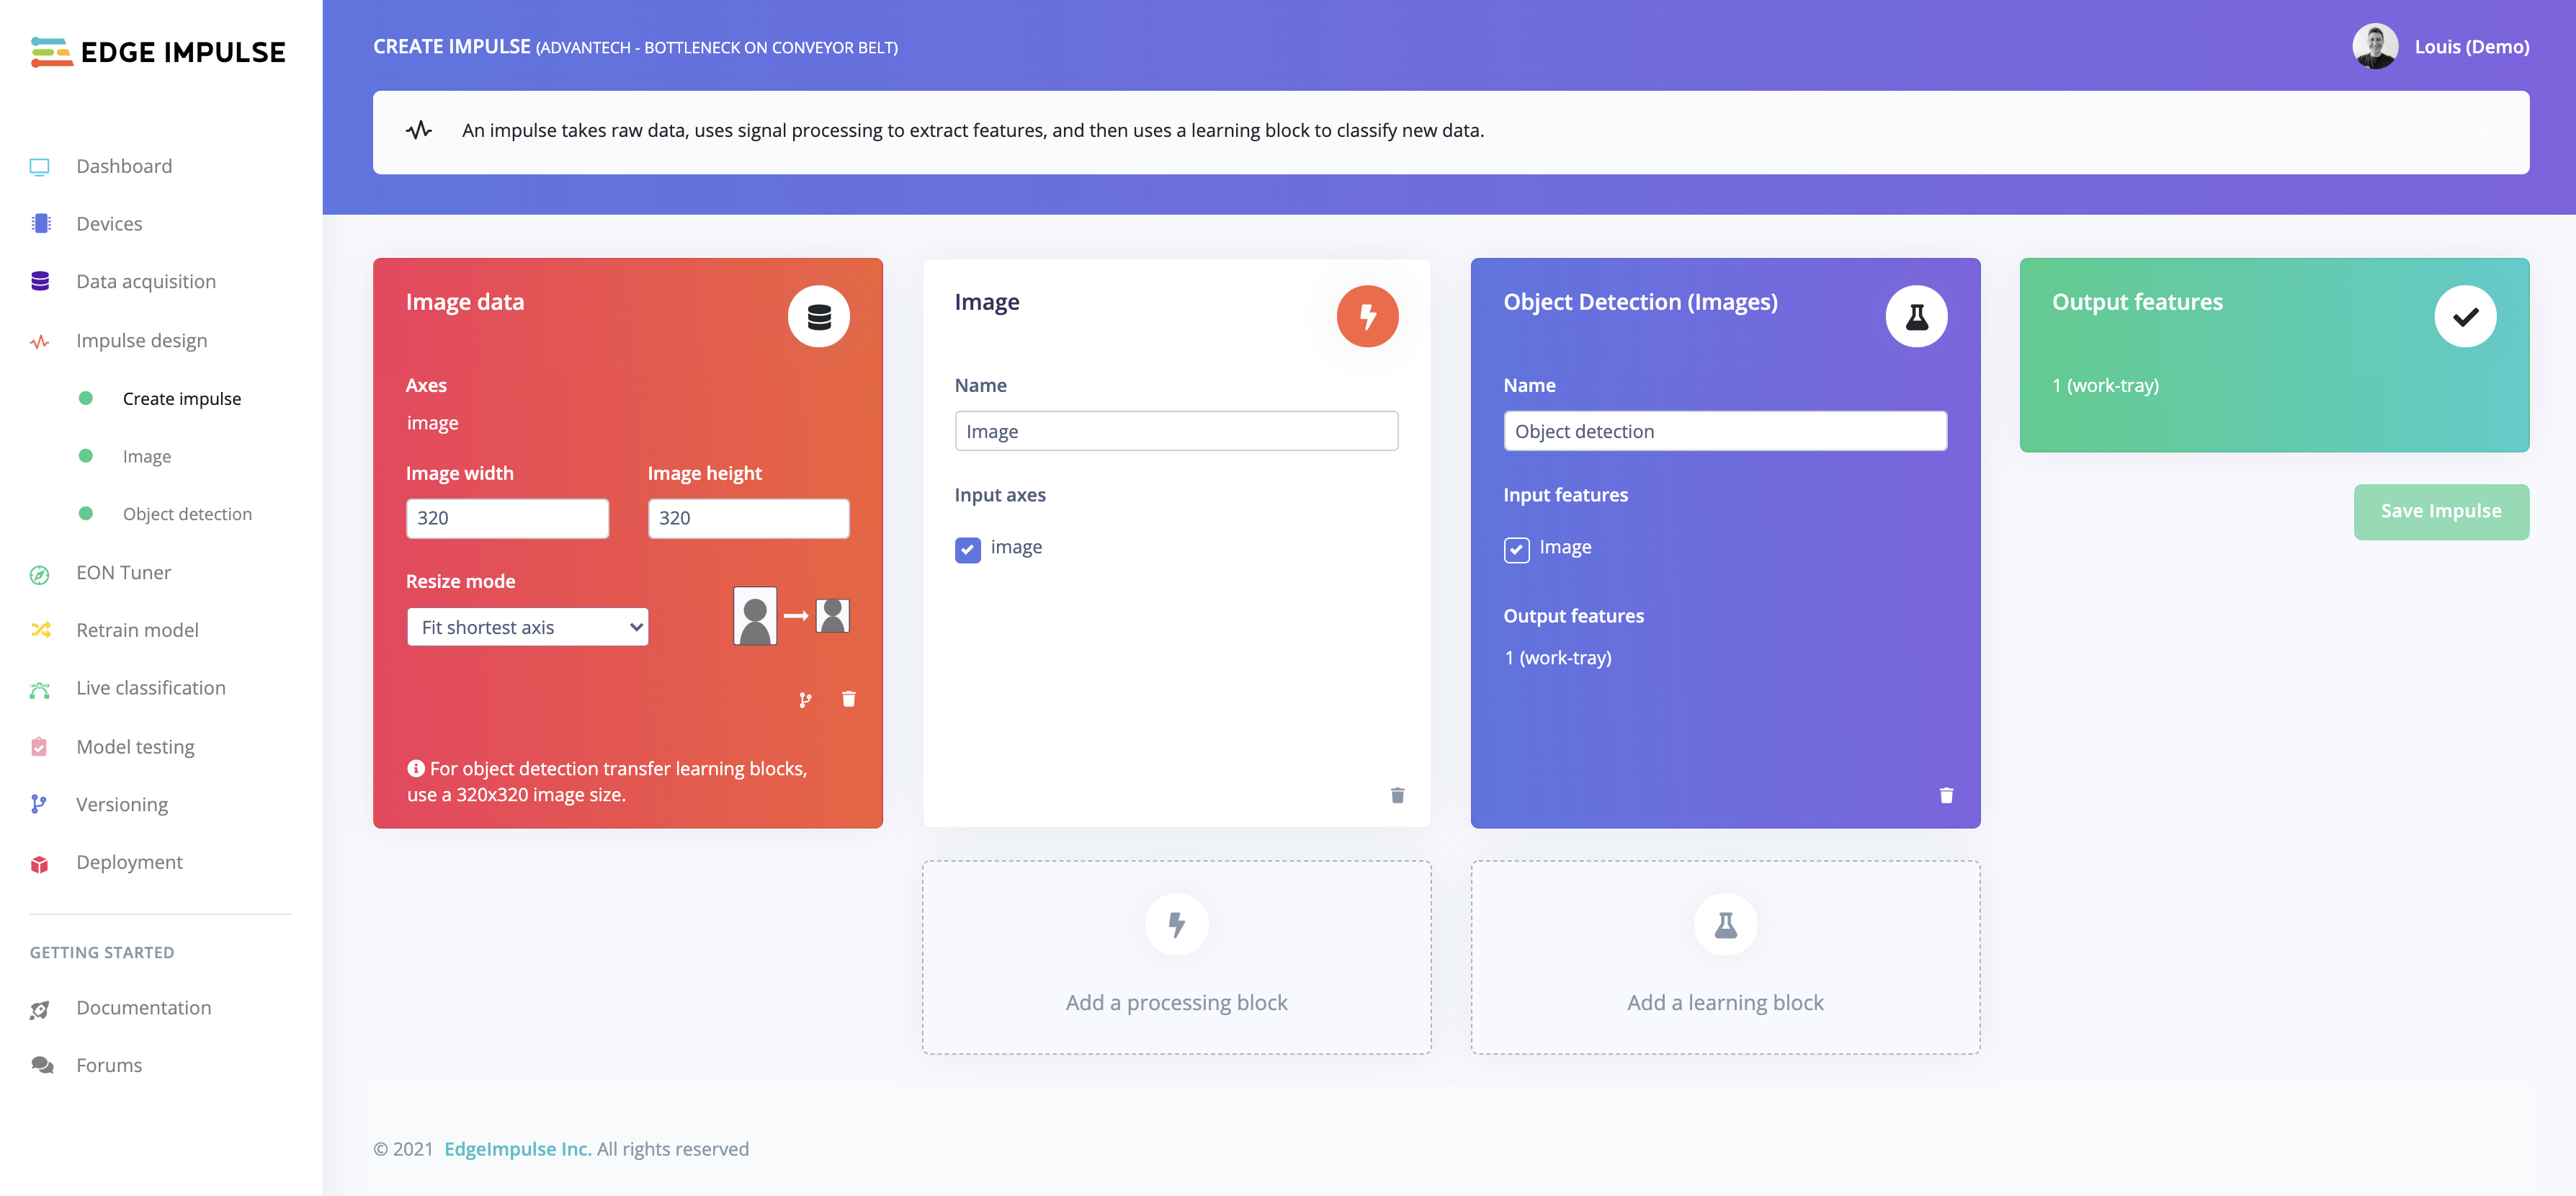 EDGE IMPULSE
Dashboard
Devices
Data acquisition
Impulse design
Create impulse
Image
Object detection
EON Tuner
Retrain model
Live classification
Model testing
Versioning
Deployment
GETTING STARTED
Documentation
Forums
CREATE IMPULSE (ADVANTECH - BOTTLENECK ON CONVEYOR BELT)
Louis (Demo)
An impulse takes raw data, uses signal processing to extract features, and then uses a learning block to classify new data.
Image data
Axes
image
Image width
Image height
320
320
Resize mode
Fit shortest axis
For object detection transfer learning blocks,
use a 320x320 image size.
Image
Name
Image
Input axes
image
Object Detection (Images)
Name
Object detection
Input features
Image
Output features
1 (work-tray)
Output features
1 (work-tray)
Save Impulse
Add a processing block
Add a learning block
© 2021 EdgeImpulse Inc. All rights reserved